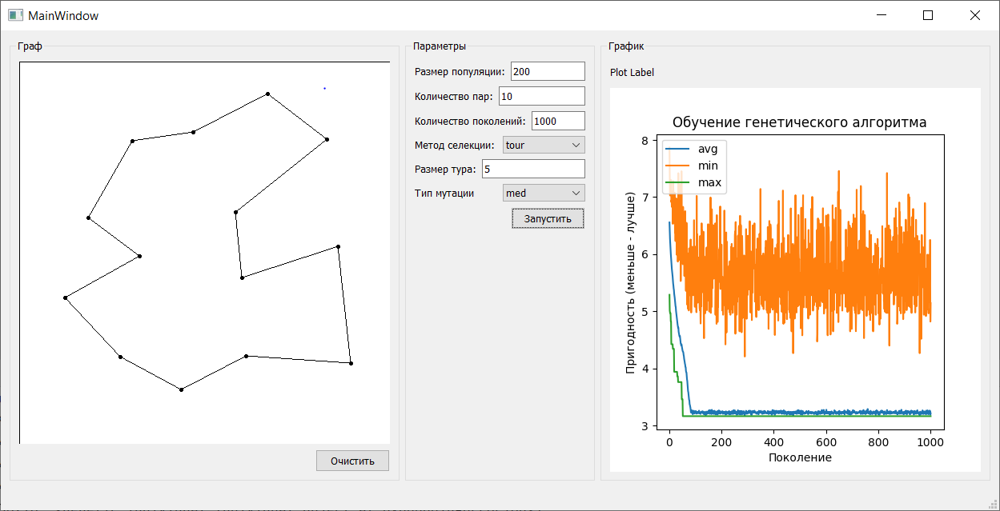 MainWindow
Граф
Очистить
Параметры
Размер популяции: 200
Количество пар: 10
Количество поколений: 1000
Метод селекции: tour
Размер тура: 5
Тип мутации med
Запустить
График
Plot Label
Обучение генетического алгоритма
avg
min
max
Пригодность (меньше - лучше)
8
7
6
5
4
3
0 200 400 600 800 1000
Поколение